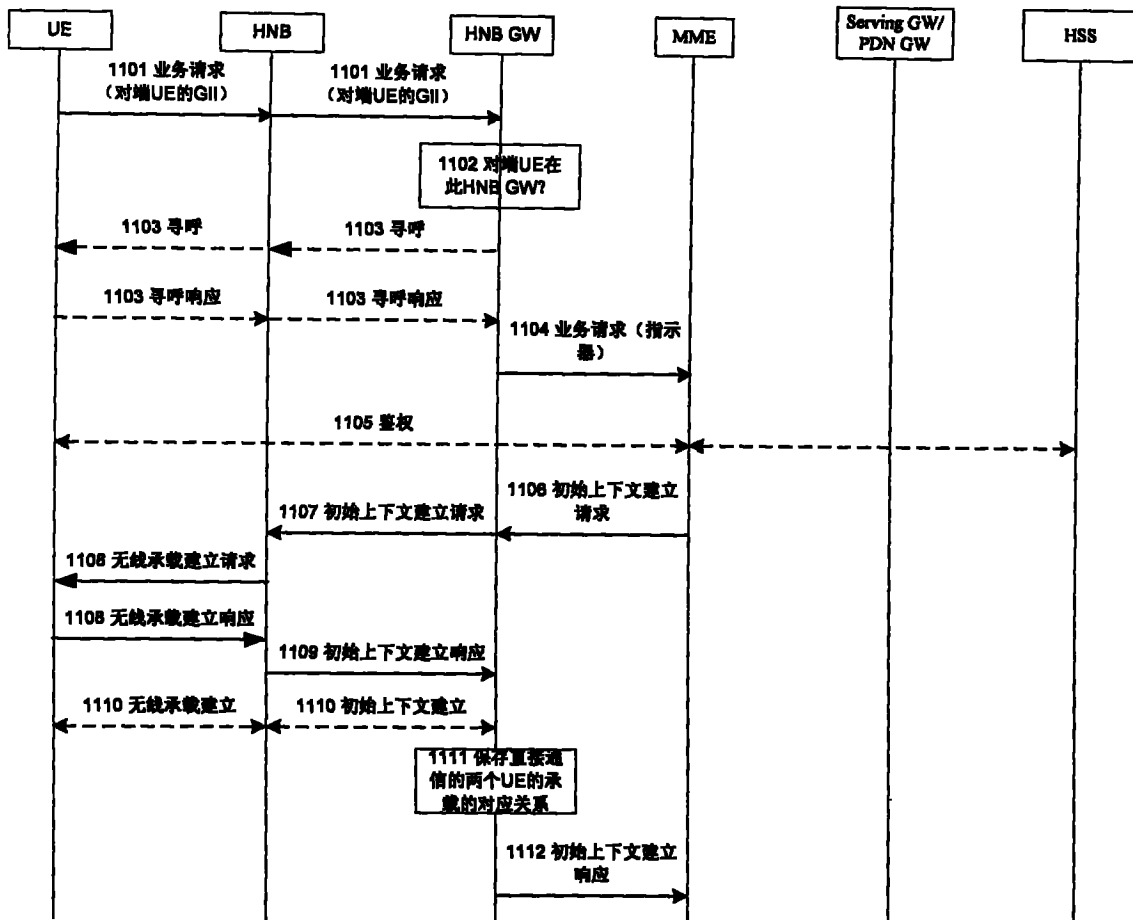 UE
HNB
HNB GW
MME
Serving GW/
PDN GW
HSS
1101 业务请求
（对端UE的GII）
1101 业务请求
（对端UE的GII）
1102 对端UE在
此HNB GW?
1103 寻呼
1103 寻呼
1103 寻呼响应
1103 寻呼响应
1104 业务请求（指示
器）
1105 鉴权
1106 初始上下文建立
请求
1107 初始上下文建立请求
1108 无线承载建立请求
1108 无线承载建立响应
1109 初始上下文建立响应
1110 无线承载建立
1110 初始上下文建立
1111 保存直接通
信的两个UE的承
载的对应关系
1112 初始上下文建立
响应